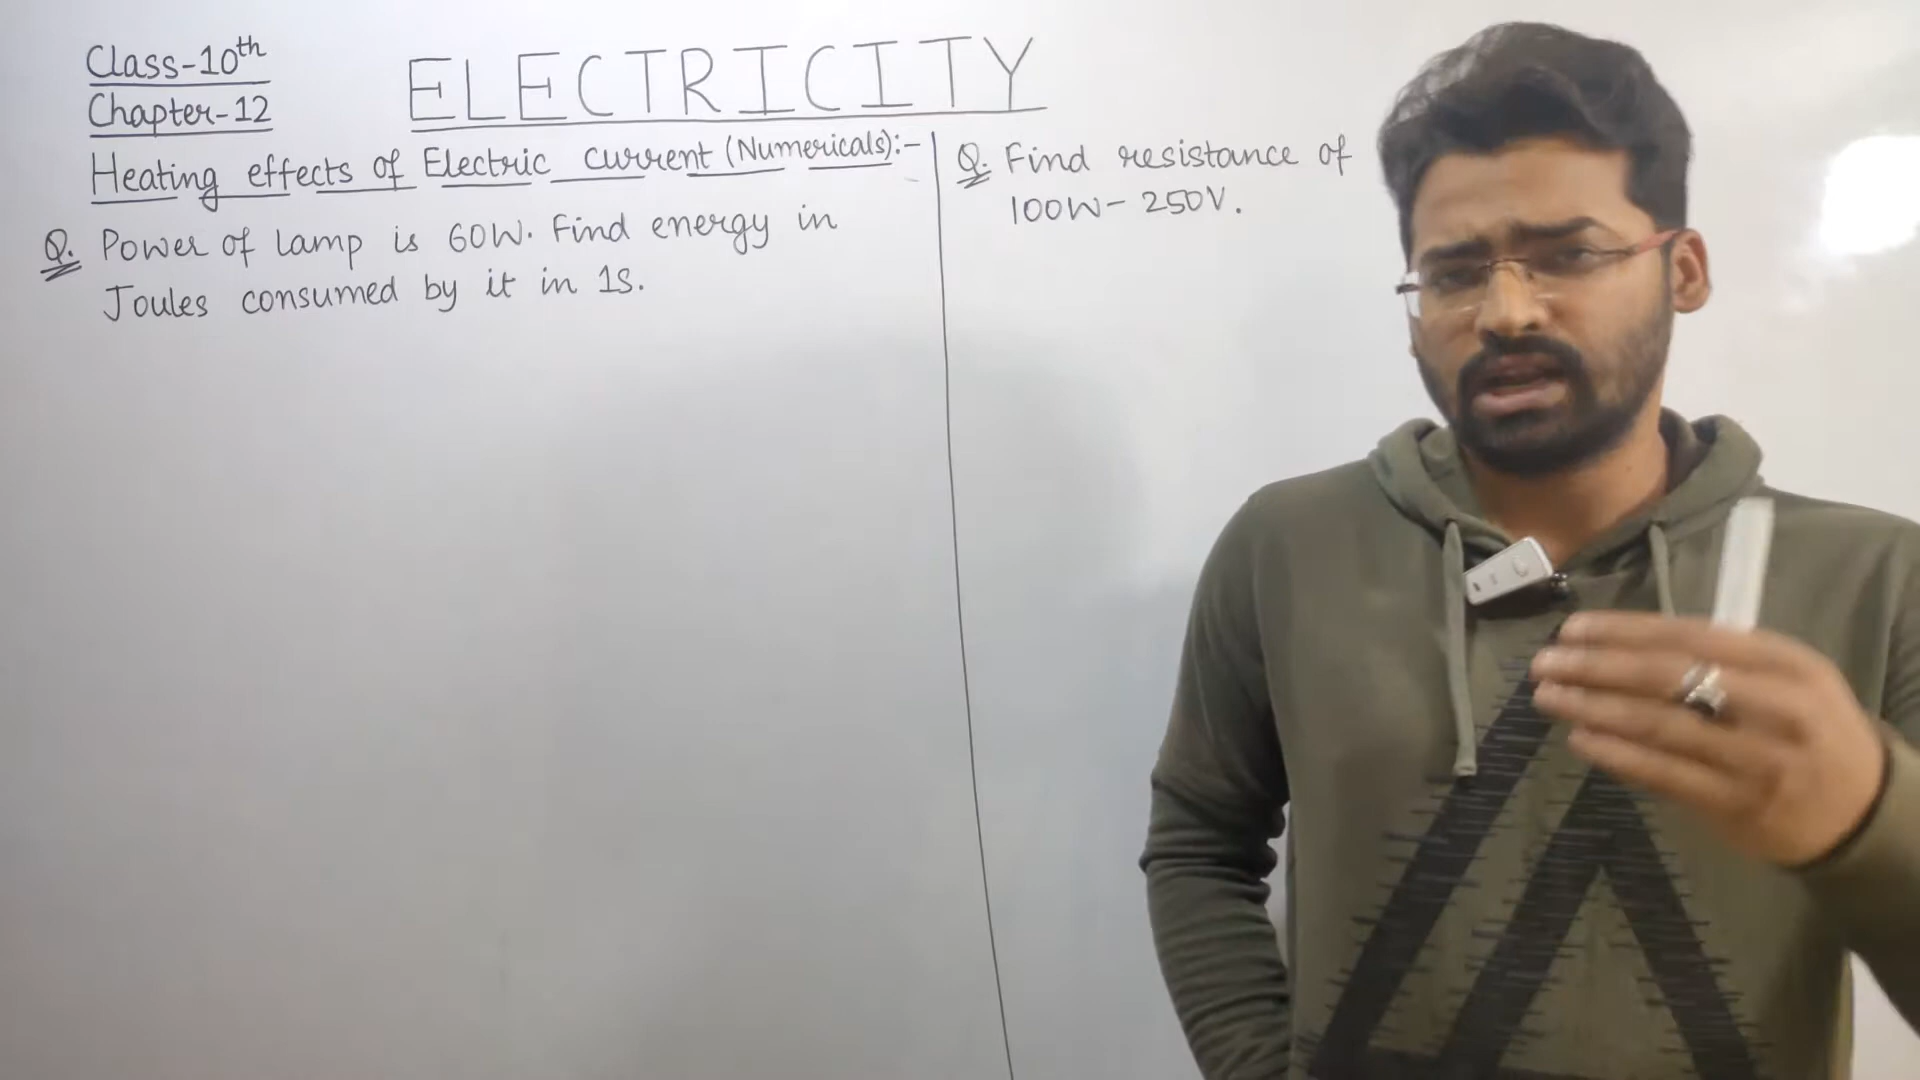 Class-10th
Chapter-12
ELECTRICITY
Heating effects of Electric current (Numericals):-
Q. Power of lamp is 60W. Find energy in
Joules consumed by it in 1s.
Q. Find resistance of
100W- 250V.